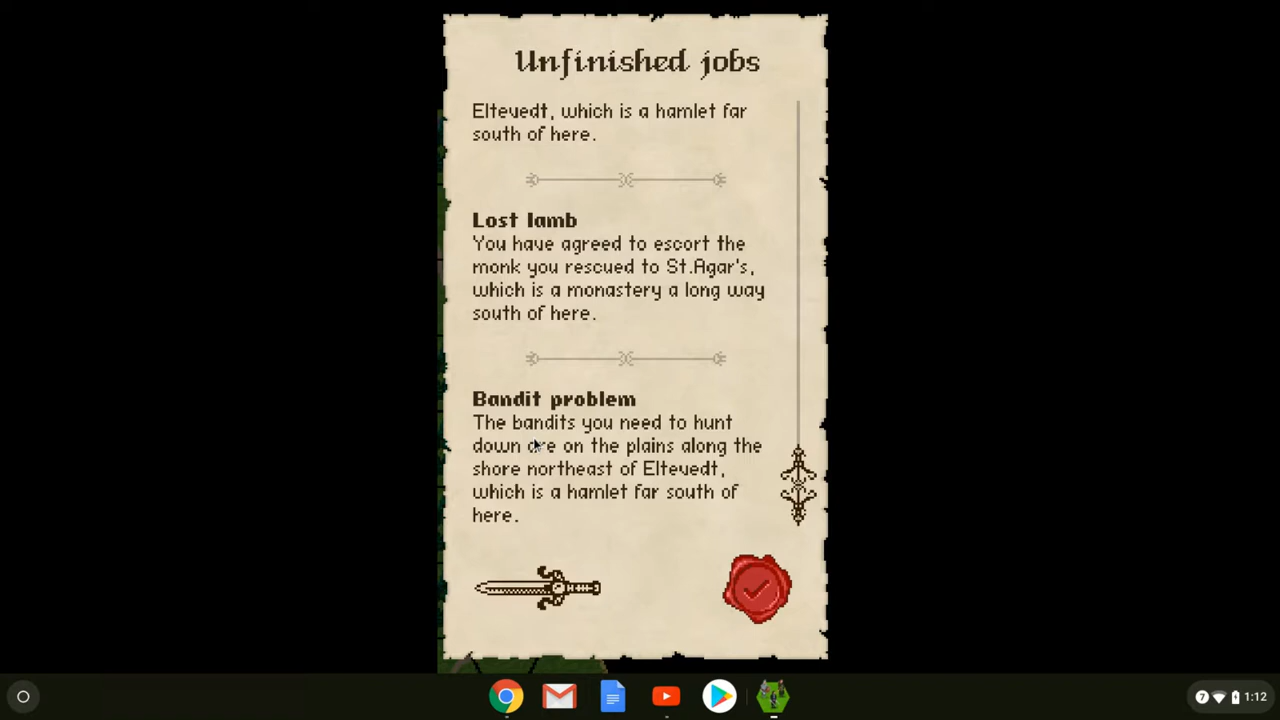 Unfinished jobs
Eltevedt, which is a hamlet far
south of here.
Lost lamb
You have agreed to escort the
monk you rescued to St.Agar's,
which is a monastery a long way
south of here.
Bandit problem
The bandits you need to hunt
down are on the plains along the
shore northeast of Eltevedt,
which is a hamlet far south of
here.
7 1:12